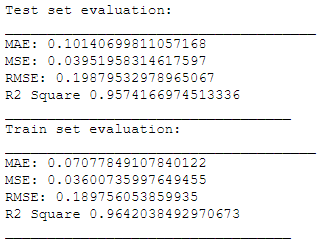 Test set evaluation:
_____________________________________
MAE: 0.10140699811057168
MSE: 0.03951958314617597
RMSE: 0.19879532978965067
R2 Square 0.9574166974513336
__________________________________
Train set evaluation:
_____________________________________
MAE: 0.07077849107840122
MSE: 0.03600735997649455
RMSE: 0.189756053859935
R2 Square 0.9642038492970673
__________________________________